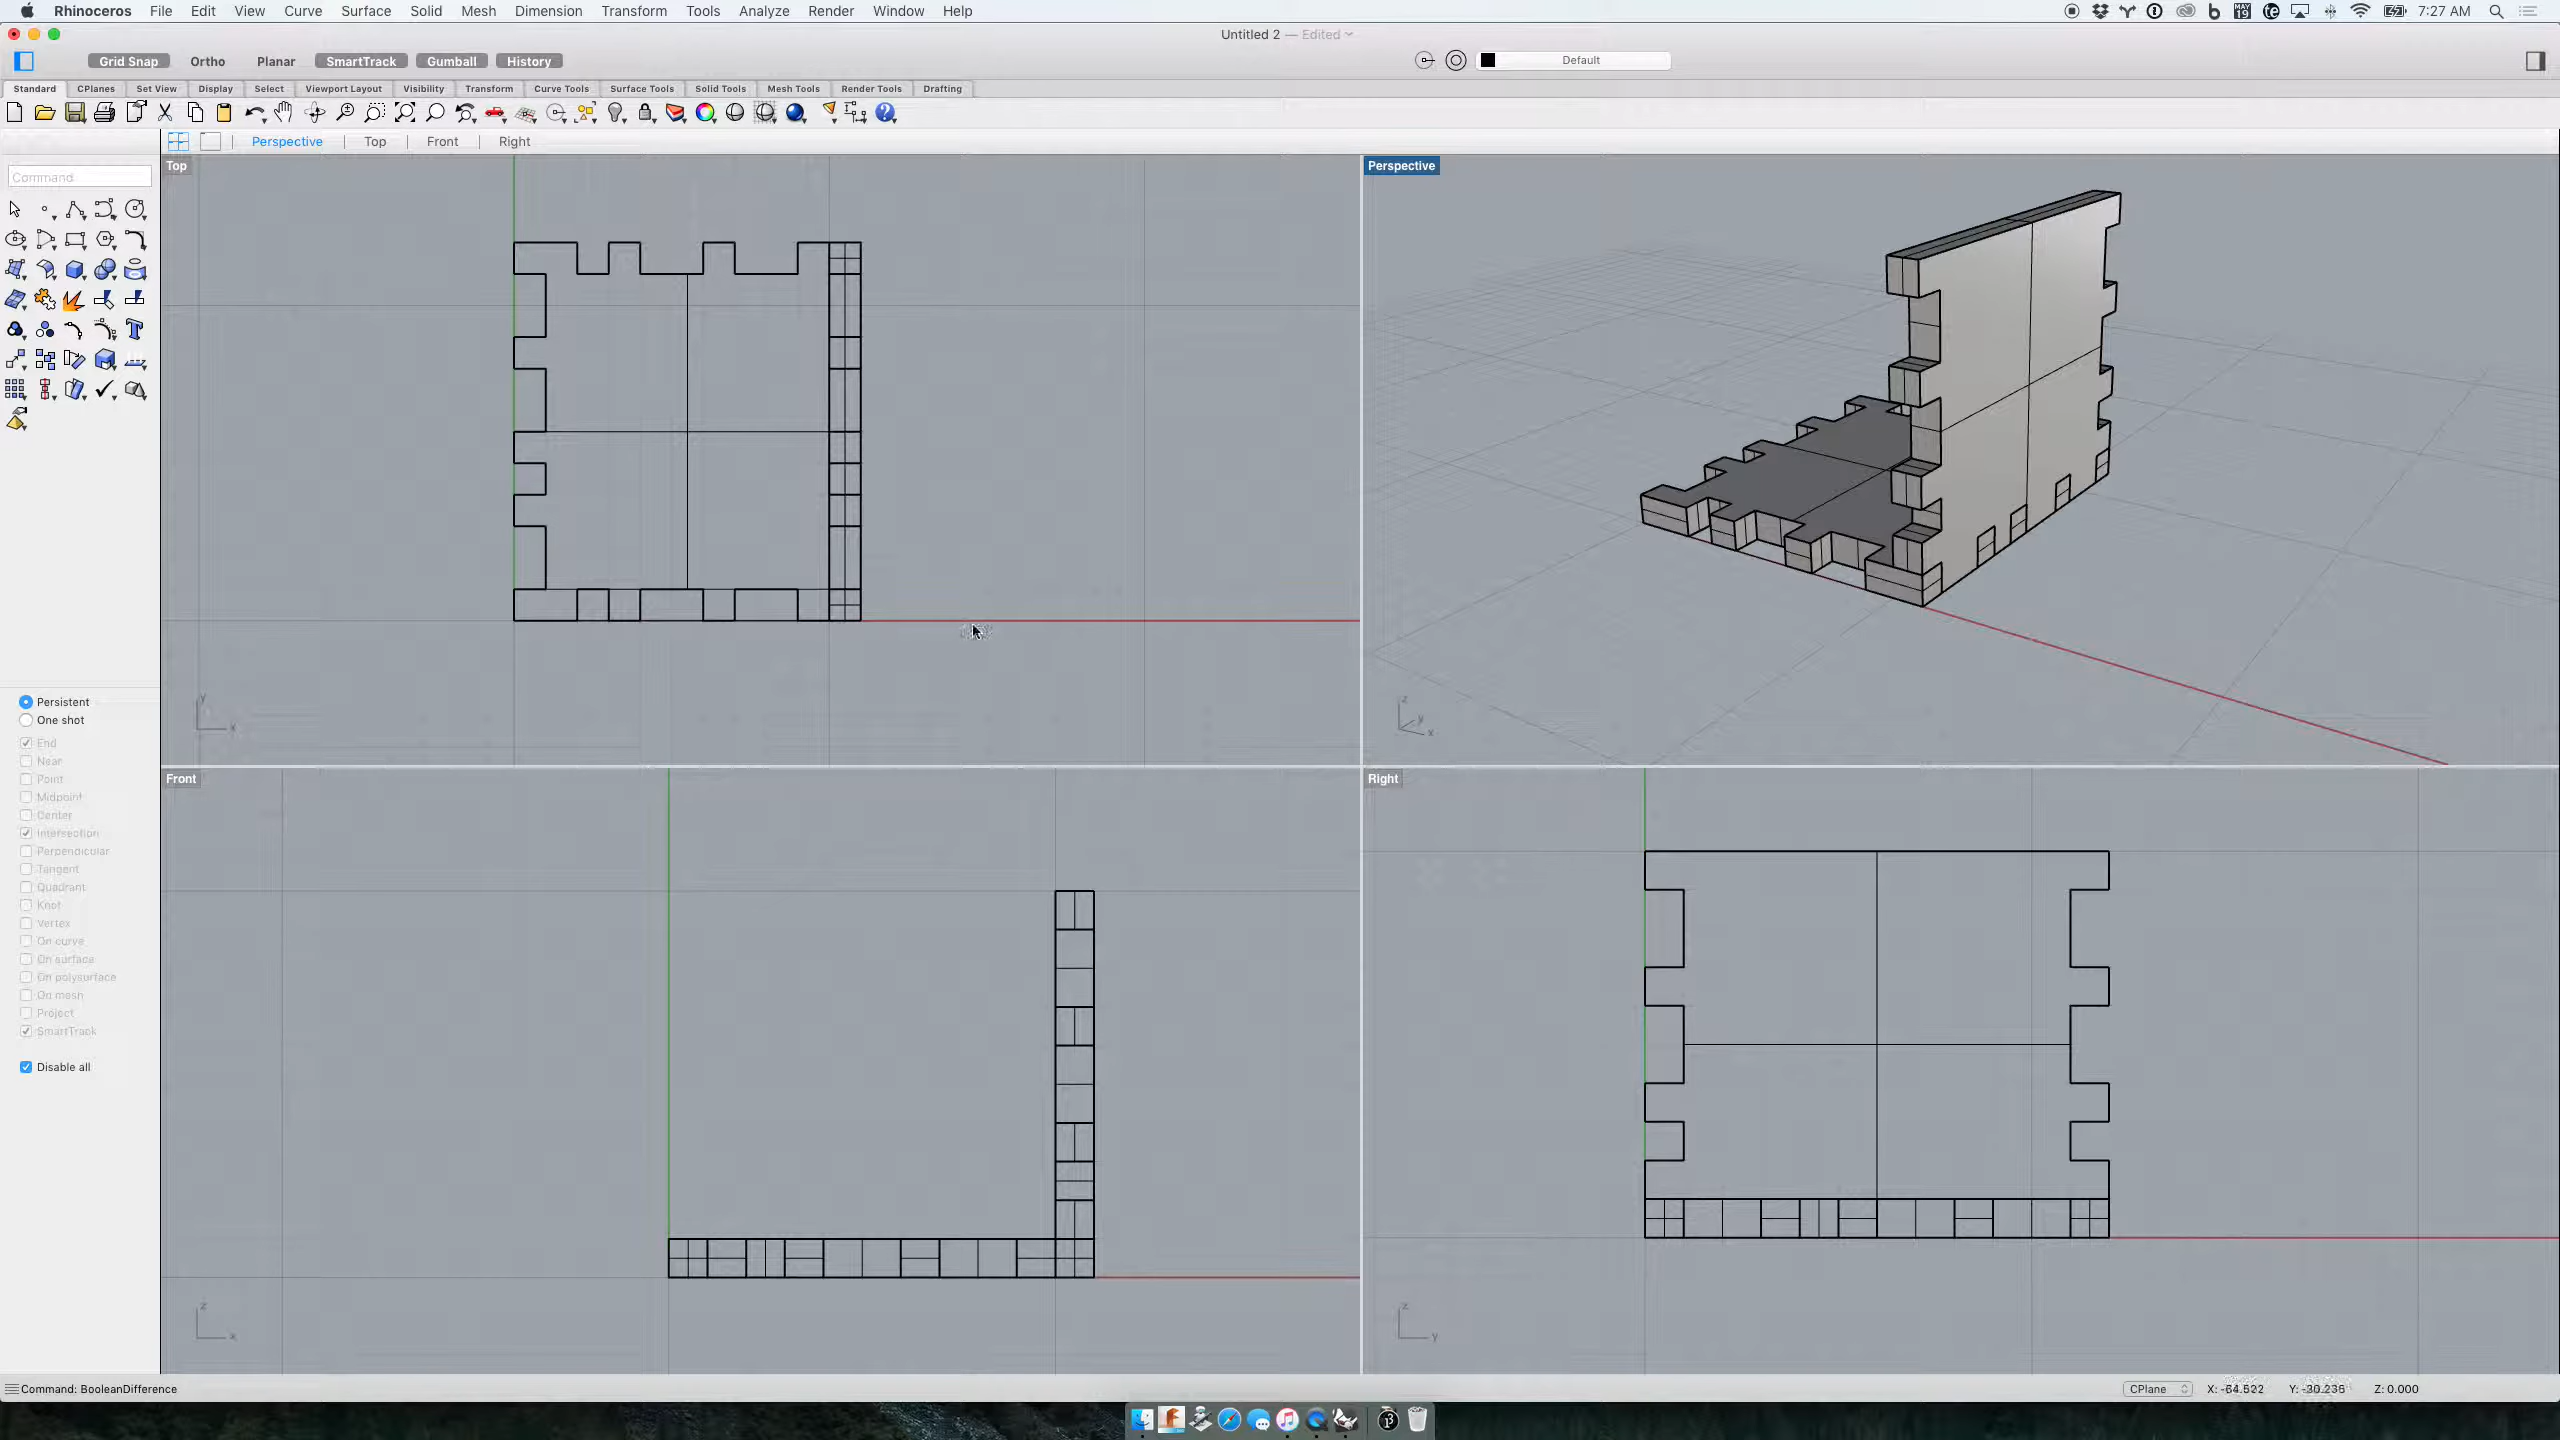 Rhinoceros File Edit View Curve Surface Solid Mesh Dimension Transform Tools Analyze Render Window Help
MAY 19 7:27 AM
Untitled 2 — Edited
Grid Snap Ortho Planar SmartTrack Gumball History Default
Standard CPlanes Set View Display Select Viewport Layout Visibility Transform Curve Tools Surface Tools Solid Tools Mesh Tools Render Tools Drafting
Perspective Top Front Right
Top
Perspective
Command
y
x
z
y
x
Persistent
One shot
End
Near
Point
Midpoint
Center
Intersection
Perpendicular
Tangent
Quadrant
Knot
Vertex
On curve
On surface
On polysurface
On mesh
Project
SmartTrack
Disable all
Front
Right
z
x
z
y
Command: BooleanDifference
CPlane X: -64.522 Y: -30.235 Z: 0.000